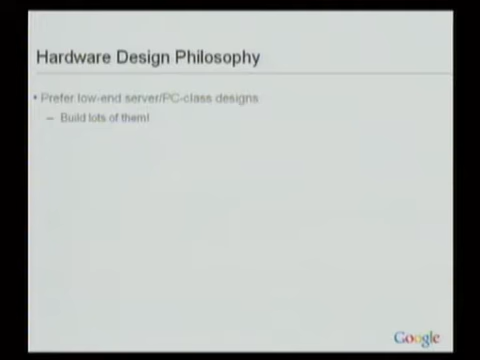 Hardware Design Philosophy
• Prefer low-end server/PC-class designs
– Build lots of them!
Google